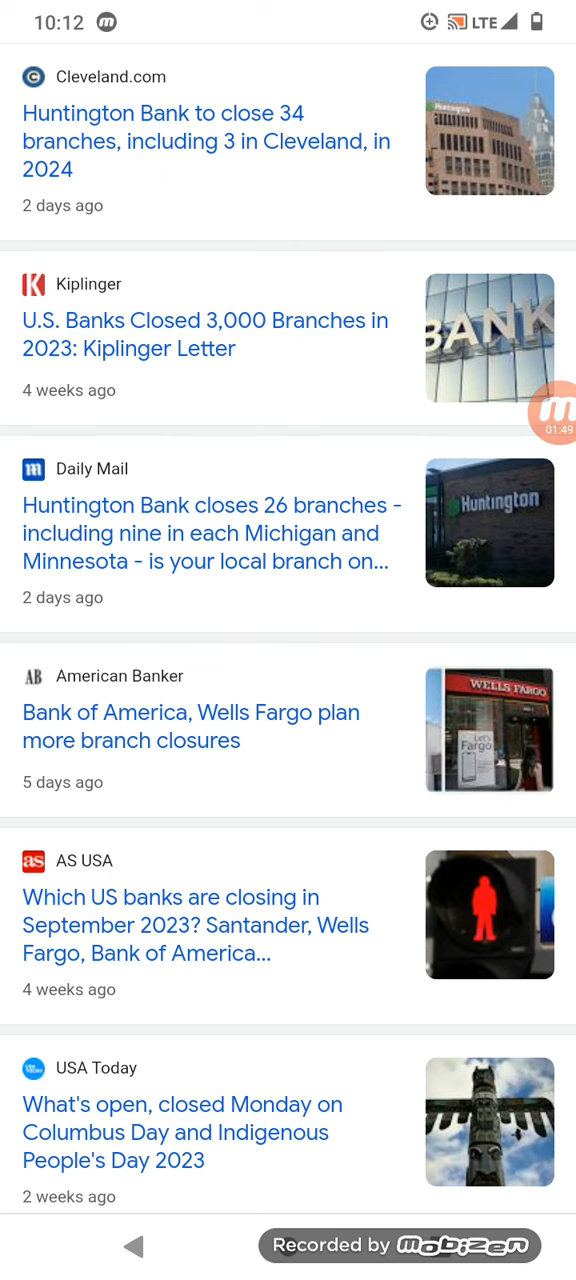 10:12 m LTE
Cleveland.com
Huntington Bank to close 34
branches, including 3 in Cleveland, in
2024
2 days ago
Huntington
Kiplinger
U.S. Banks Closed 3,000 Branches in
2023: Kiplinger Letter
4 weeks ago
BANK
01:49
Daily Mail
Huntington Bank closes 26 branches -
including nine in each Michigan and
Minnesota - is your local branch on...
2 days ago
Huntington
AB American Banker
Bank of America, Wells Fargo plan
more branch closures
5 days ago
WELLS FARGO
Let's
Fargo
as AS USA
Which US banks are closing in
September 2023? Santander, Wells
Fargo, Bank of America...
4 weeks ago
USA Today
What's open, closed Monday on
Columbus Day and Indigenous
People's Day 2023
2 weeks ago
Recorded by mobizen